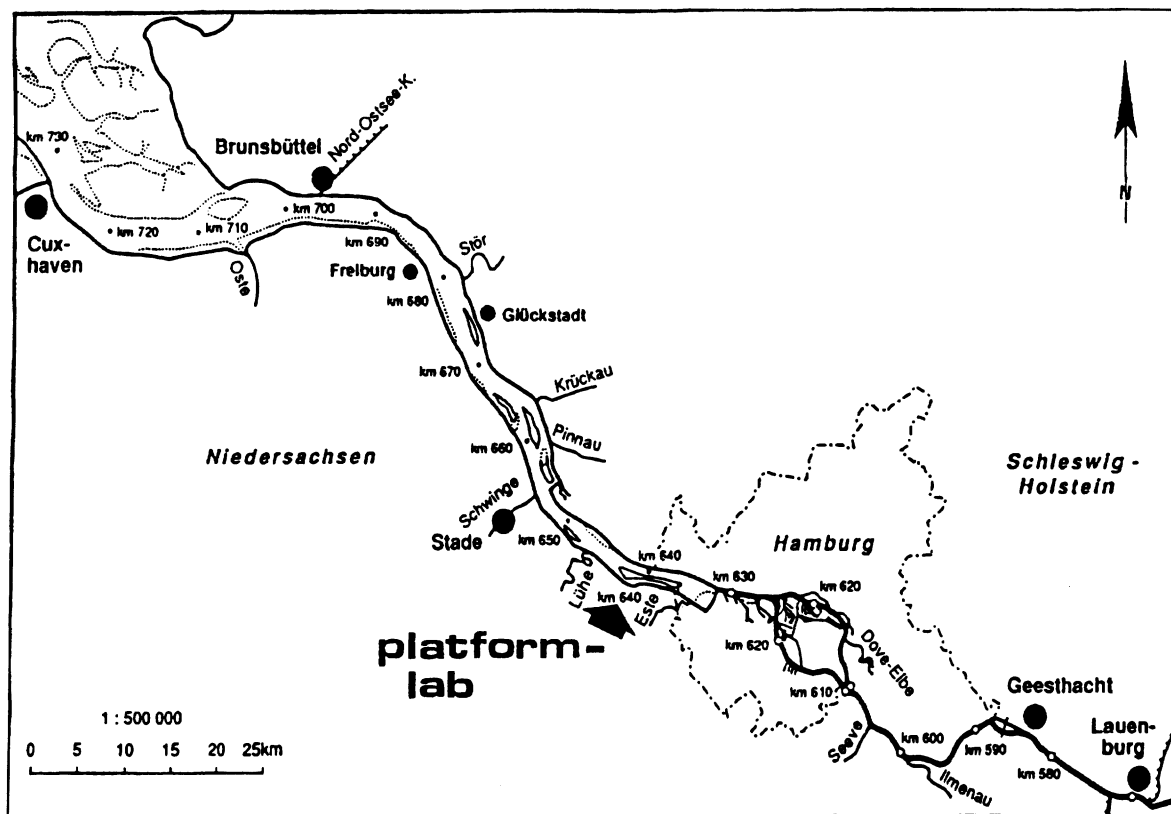 km 730
Brunsbüttel
Nord-Ostsee-K.
N
Cux-
haven
km 720
km 710
km 700
km 690
Oste
Freiburg
Stör
km 680
Glückstadt
km 670
Krückau
Pinnau
km 660
Niedersachsen
Schleswig-
Holstein
Schwinge
Stade
km 650
Hamburg
km 640
km 630
km 620
Lühe
km 640
Este
km 620
Dove-Elbe
platform-
lab
km 610
Geesthacht
1 : 500 000
Lauen-
burg
0 5 10 15 20 25km
Seeve
km 600
km 590
km 580
Ilmenau